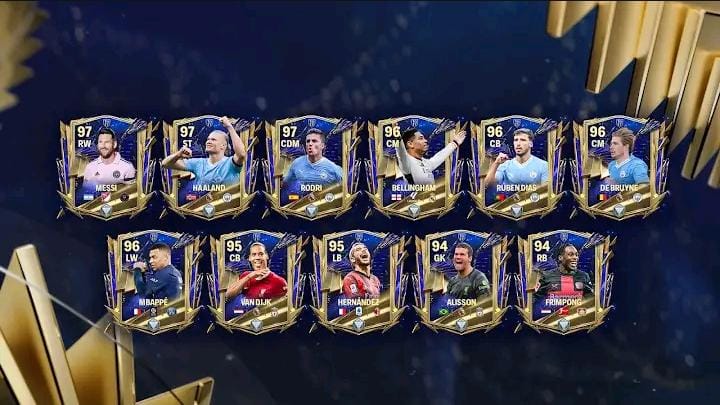 97
RW
MESSI
97
ST
HAALAND
97
CDM
RODRI
96
CM
BELLINGHAM
96
CB
RÚBEN DIAS
96
CM
DE BRUYNE
96
LW
MBAPPÉ
95
CB
VAN DIJK
95
LB
HERNÁNDEZ
94
GK
ALISSON
94
RB
FRIMPONG